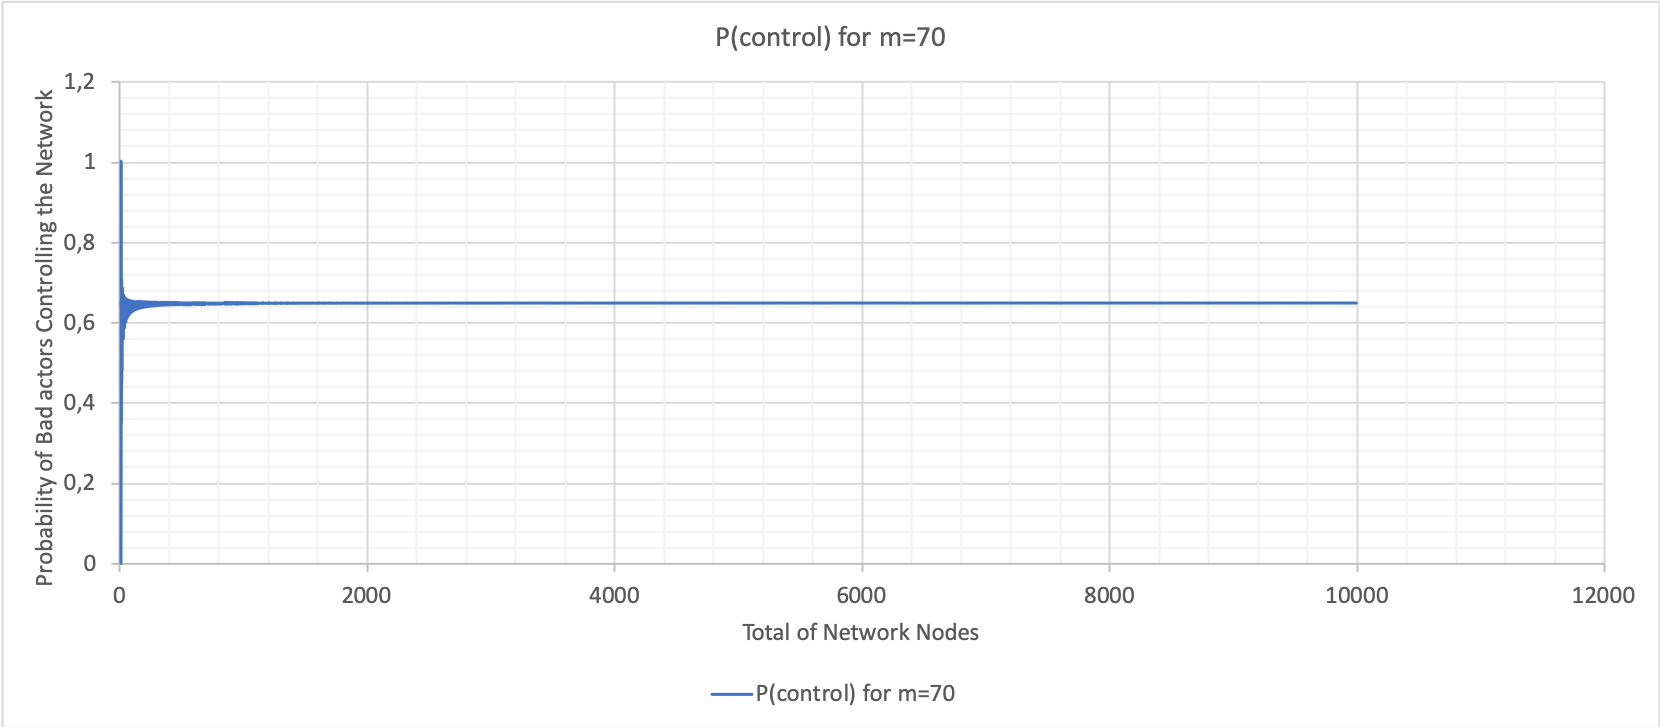 P(control) for m=70
Probability of Bad actors Controlling the Network
1,2
1
0,8
0,6
0,4
0,2
0
0 2000 4000 6000 8000 10000 12000
Total of Network Nodes
P(control) for m=70